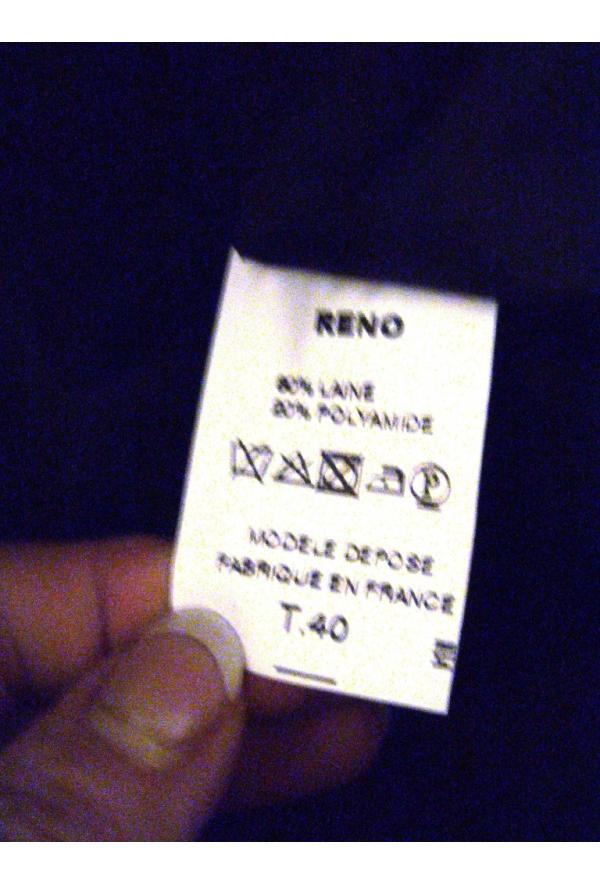 RENO
80% LAINE
20% POLYAMIDE
P
MODELE DEPOSE
FABRIQUE EN FRANCE
T.40